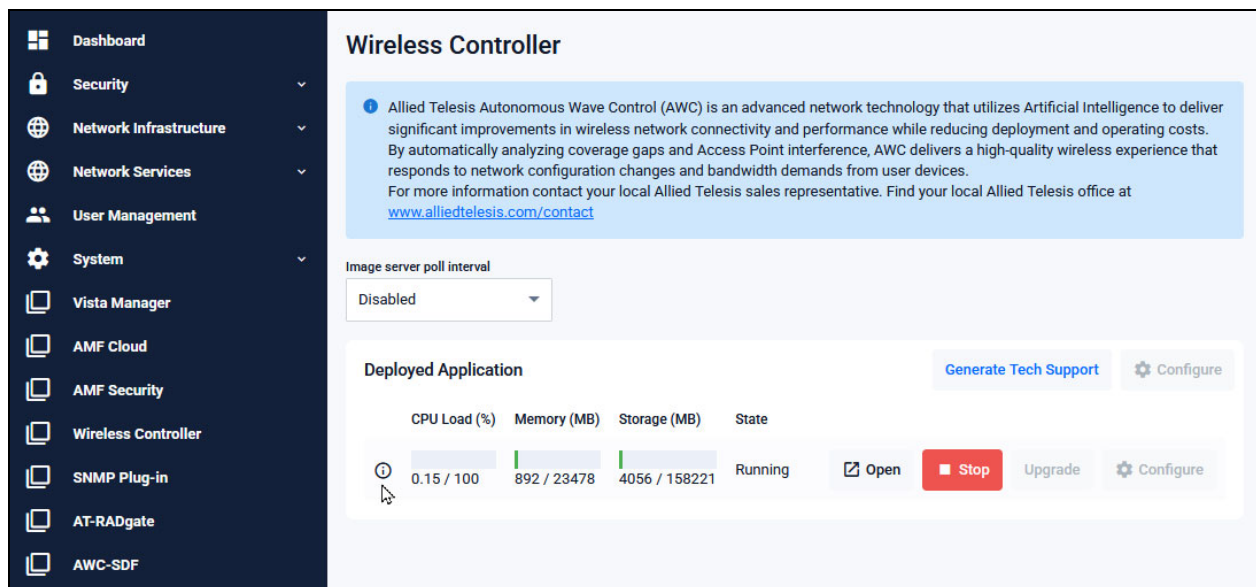 Dashboard
Security
Network Infrastructure
Network Services
User Management
System
Vista Manager
AMF Cloud
AMF Security
Wireless Controller
SNMP Plug-in
AT-RADgate
AWC-SDF
Wireless Controller
Allied Telesis Autonomous Wave Control (AWC) is an advanced network technology that utilizes Artificial Intelligence to deliver
significant improvements in wireless network connectivity and performance while reducing deployment and operating costs.
By automatically analyzing coverage gaps and Access Point interference, AWC delivers a high-quality wireless experience that
responds to network configuration changes and bandwidth demands from user devices.
For more information contact your local Allied Telesis sales representative. Find your local Allied Telesis office at
www.alliedtelesis.com/contact
Image server poll interval
Disabled
Deployed Application Generate Tech Support Configure
CPU Load (%) Memory (MB) Storage (MB) State
0.15 / 100 892 / 23478 4056 / 158221 Running Open Stop Upgrade Configure